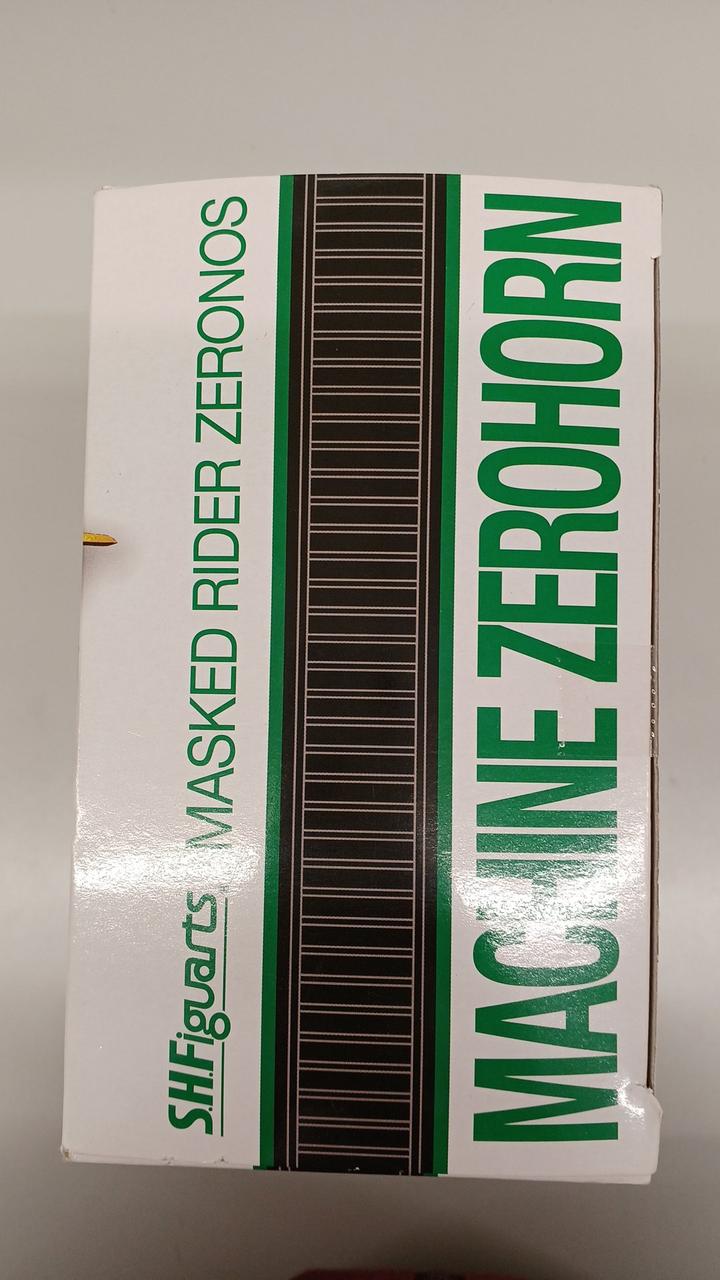 S.H.Figuarts MASKED RIDER ZERONOS
MACHINE ZEROHORN